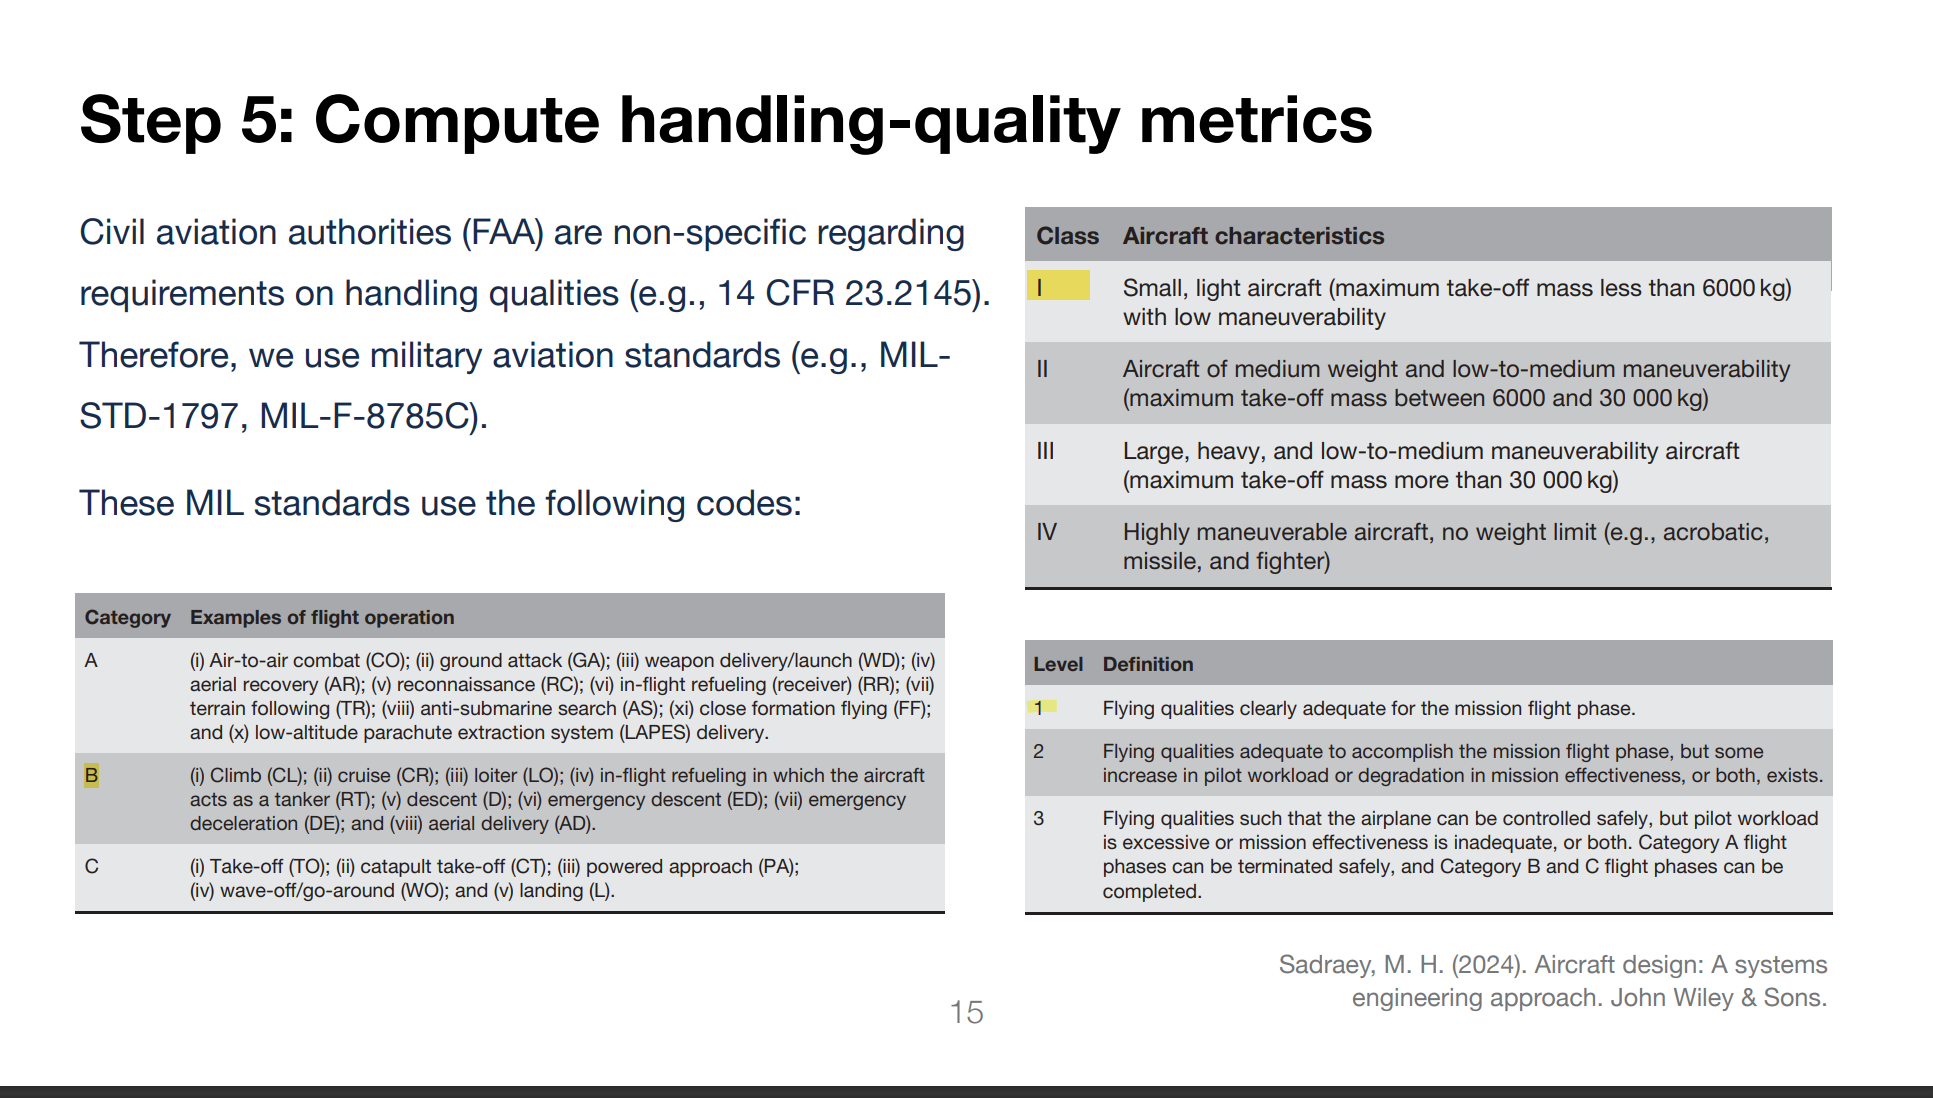 Step 5: Compute handling-quality metrics
Civil aviation authorities (FAA) are non-specific regarding
requirements on handling qualities (e.g., 14 CFR 23.2145).
Therefore, we use military aviation standards (e.g., MIL-
STD-1797, MIL-F-8785C).
These MIL standards use the following codes:
Category Examples of flight operation
A (i) Air-to-air combat (CO); (ii) ground attack (GA); (iii) weapon delivery/launch (WD); (iv)
aerial recovery (AR); (v) reconnaissance (RC); (vi) in-flight refueling (receiver) (RR); (vii)
terrain following (TR); (viii) anti-submarine search (AS); (xi) close formation flying (FF);
and (x) low-altitude parachute extraction system (LAPES) delivery.
B (i) Climb (CL); (ii) cruise (CR); (iii) loiter (LO); (iv) in-flight refueling in which the aircraft
acts as a tanker (RT); (v) descent (D); (vi) emergency descent (ED); (vii) emergency
deceleration (DE); and (viii) aerial delivery (AD).
C (i) Take-off (TO); (ii) catapult take-off (CT); (iii) powered approach (PA);
(iv) wave-off/go-around (WO); and (v) landing (L).
Class Aircraft characteristics
I Small, light aircraft (maximum take-off mass less than 6000 kg)
with low maneuverability
II Aircraft of medium weight and low-to-medium maneuverability
(maximum take-off mass between 6000 and 30 000 kg)
III Large, heavy, and low-to-medium maneuverability aircraft
(maximum take-off mass more than 30 000 kg)
IV Highly maneuverable aircraft, no weight limit (e.g., acrobatic,
missile, and fighter)
Level Definition
1 Flying qualities clearly adequate for the mission flight phase.
2 Flying qualities adequate to accomplish the mission flight phase, but some
increase in pilot workload or degradation in mission effectiveness, or both, exists.
3 Flying qualities such that the airplane can be controlled safely, but pilot workload
is excessive or mission effectiveness is inadequate, or both. Category A flight
phases can be terminated safely, and Category B and C flight phases can be
completed.
Sadraey, M. H. (2024). Aircraft design: A systems
engineering approach. John Wiley & Sons.
15